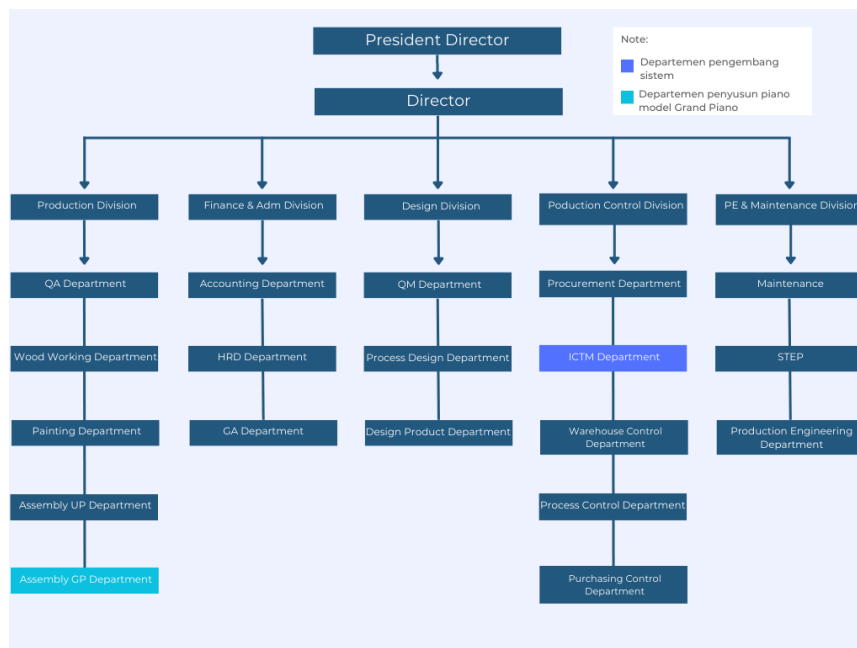 President Director
Note:
Departemen pengembang
sistem
Departemen penyusun piano
model Grand Piano
Director
Production Division
Finance & Adm Division
Design Division
Poduction Control Division
PE & Maintenance Division
QA Department
Accounting Department
QM Department
Procurement Department
Maintenance
Wood Working Department
HRD Department
Process Design Department
ICTM Department
STEP
Painting Department
GA Department
Design Product Department
Warehouse Control
Department
Production Engineering
Department
Assembly UP Department
Process Control Department
Assembly GP Department
Purchasing Control
Department